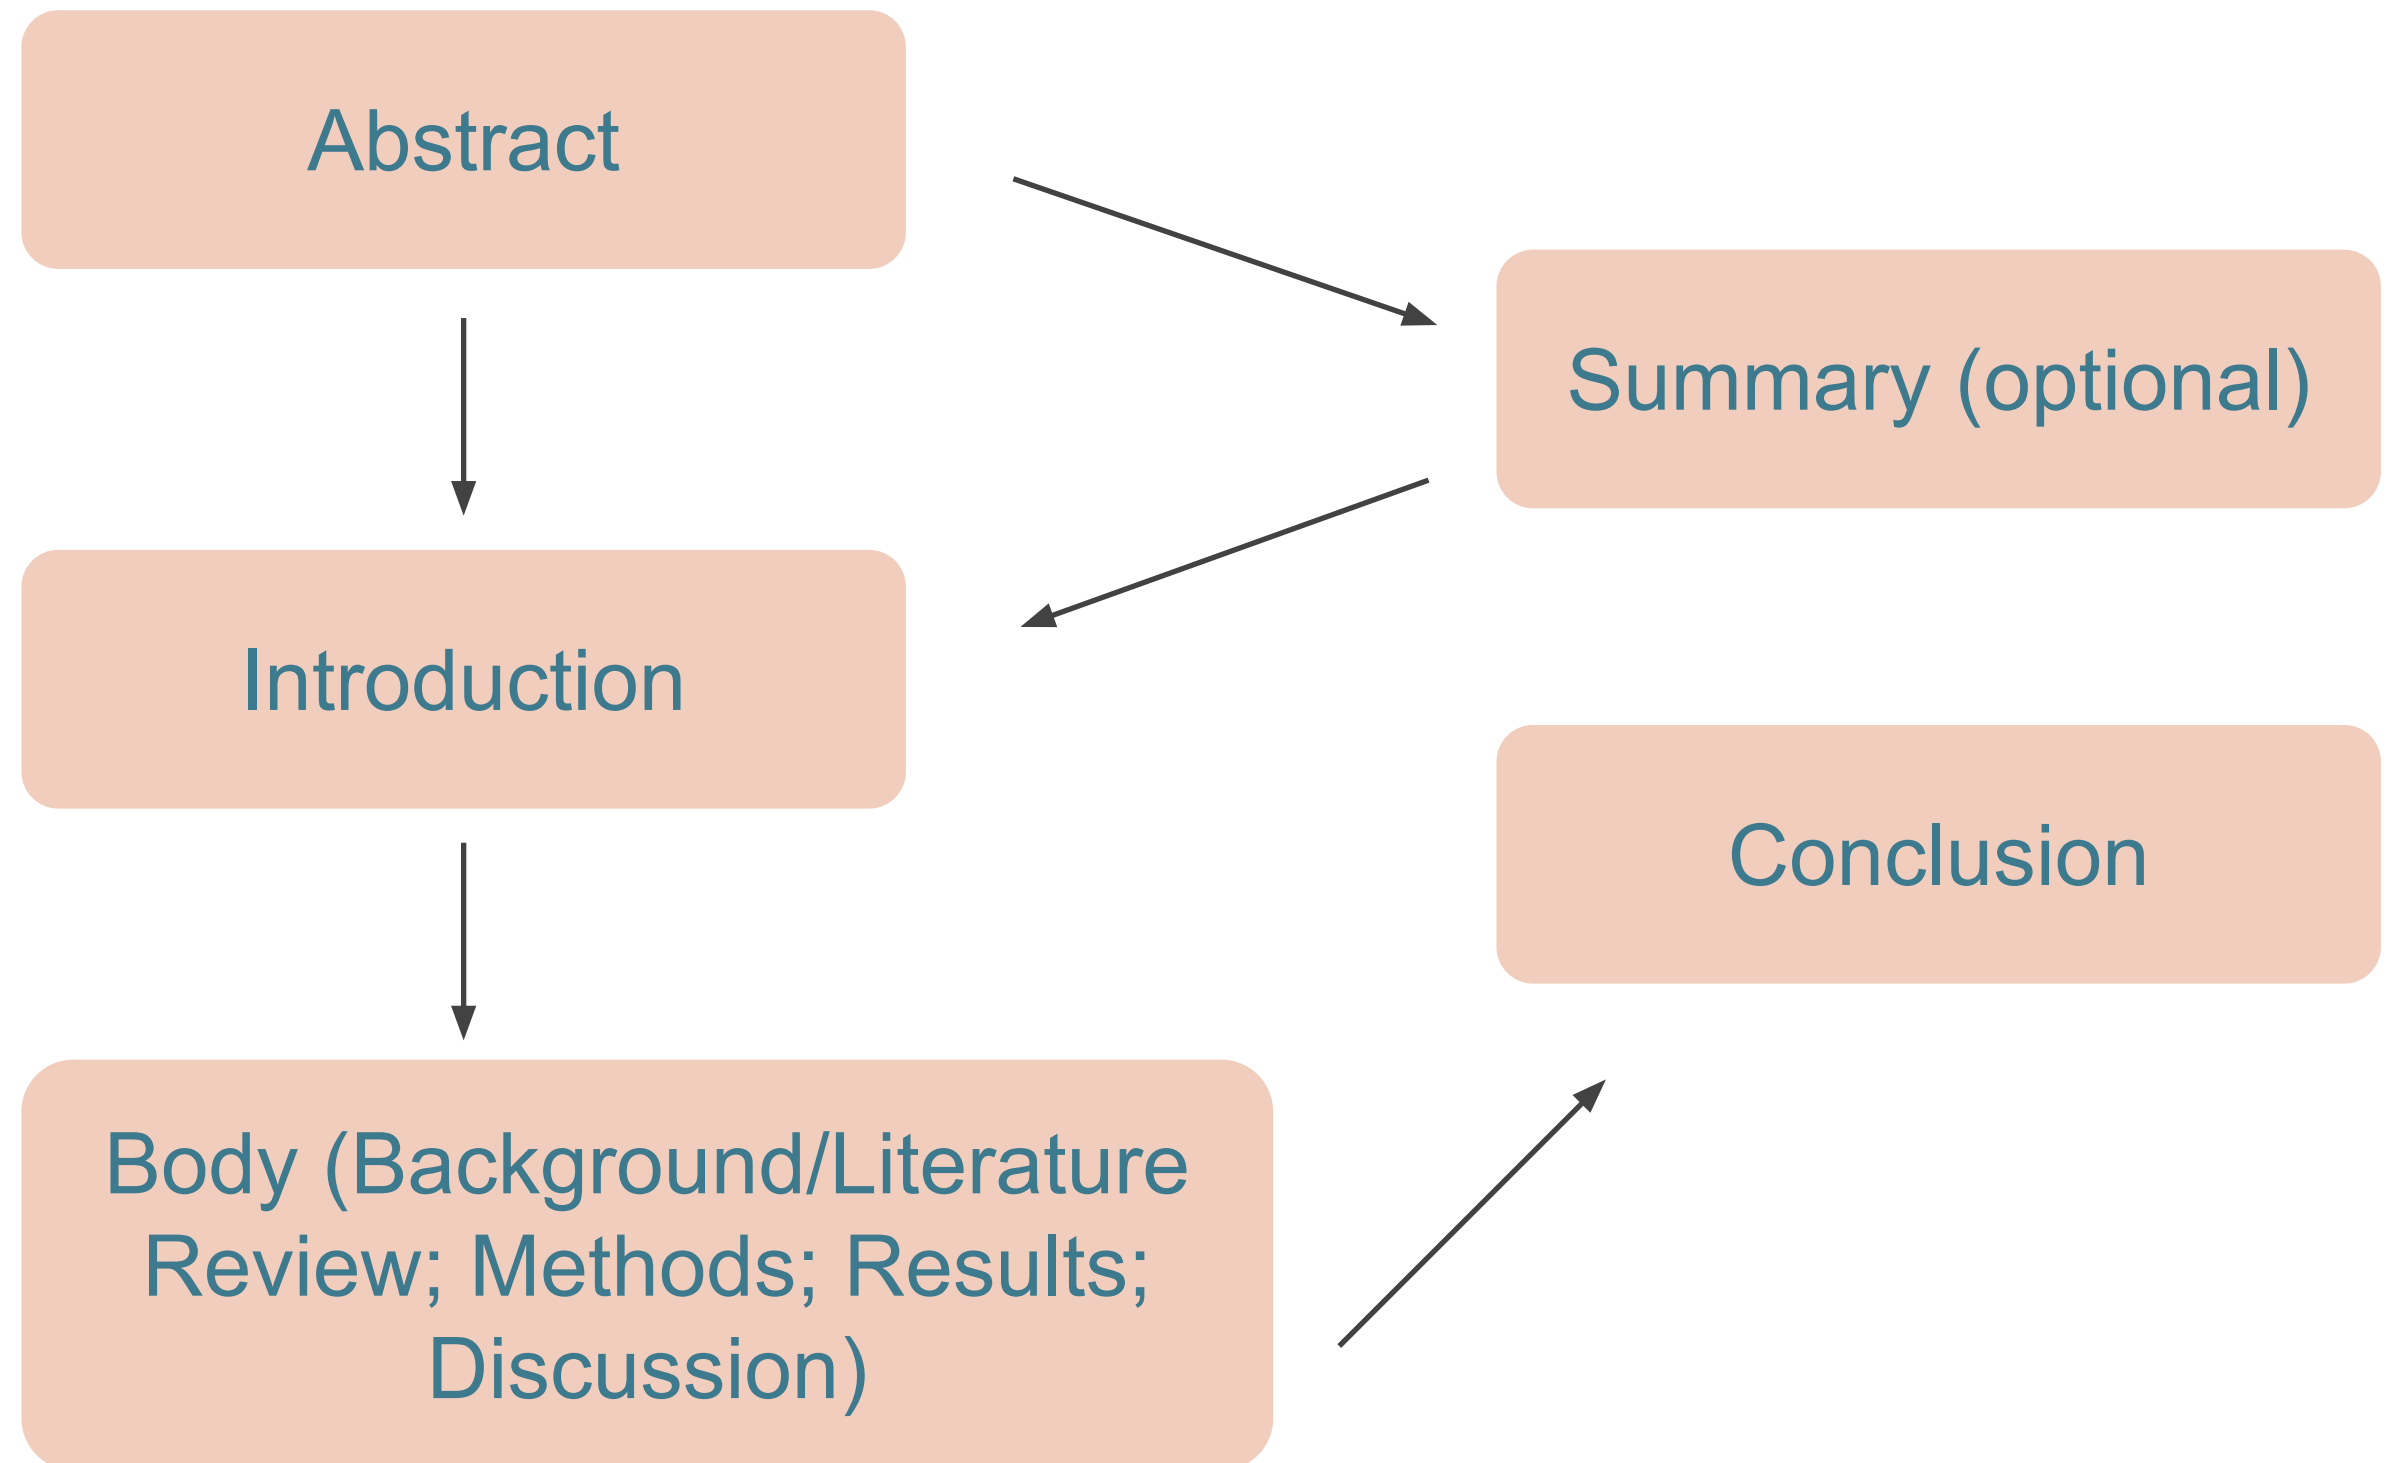 Abstract
Summary (optional)
Introduction
Conclusion
Body (Background/Literature
Review; Methods; Results;
Discussion)